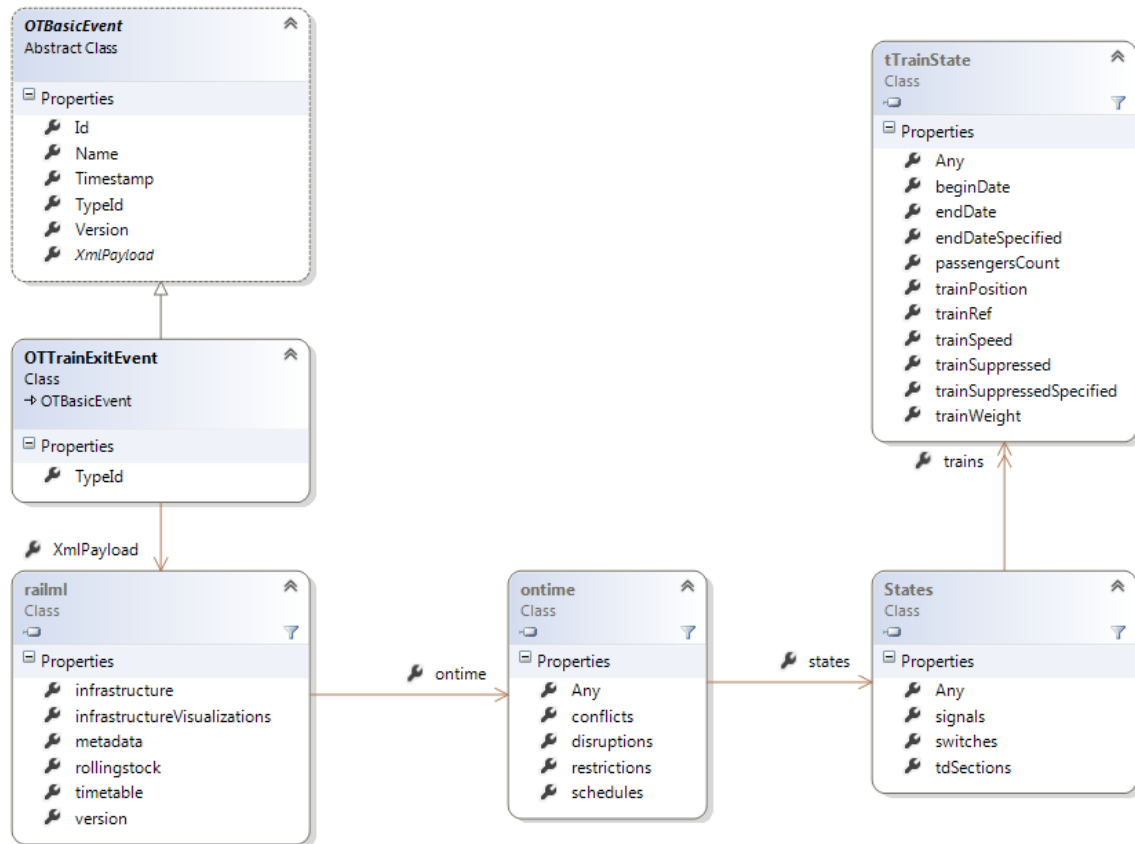 OTBasicEvent
Abstract Class
Properties
Id
Name
Timestamp
TypeId
Version
XmlPayload
OTTrainExitEvent
Class
OTBasicEvent
Properties
TypeId
XmlPayload
railml
Class
Properties
infrastructure
infrastructureVisualizations
metadata
rollingstock
timetable
version
ontime
ontime
Class
Properties
Any
conflicts
disruptions
restrictions
schedules
states
States
Class
Properties
Any
signals
switches
tdSections
trains
tTrainState
Class
Properties
Any
beginDate
endDate
endDateSpecified
passengersCount
trainPosition
trainRef
trainSpeed
trainSuppressed
trainSuppressedSpecified
trainWeight